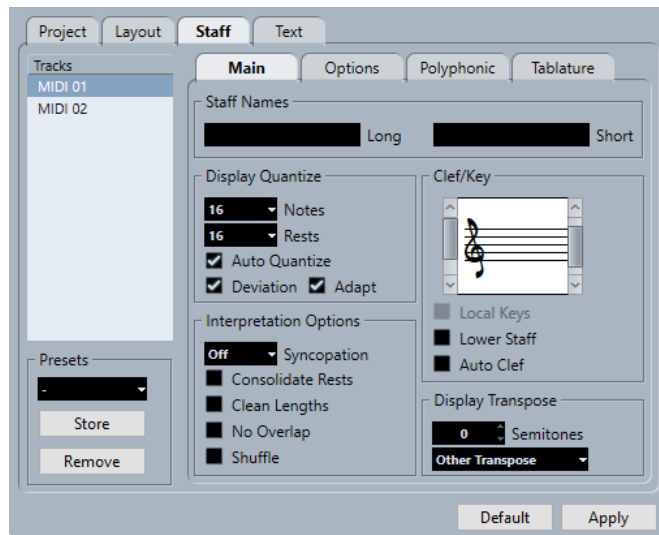 Project Layout Staff Text
Tracks
MIDI 01
MIDI 02
Main Options Polyphonic Tablature
Staff Names
Long Short
Display Quantize
16 Notes
16 Rests
Auto Quantize
Deviation Adapt
Clef/Key
Local Keys
Lower Staff
Auto Clef
Interpretation Options
Off Syncopation
Consolidate Rests
Clean Lengths
No Overlap
Shuffle
Display Transpose
0 Semitones
Other Transpose
Presets
-
Store
Remove
Default Apply